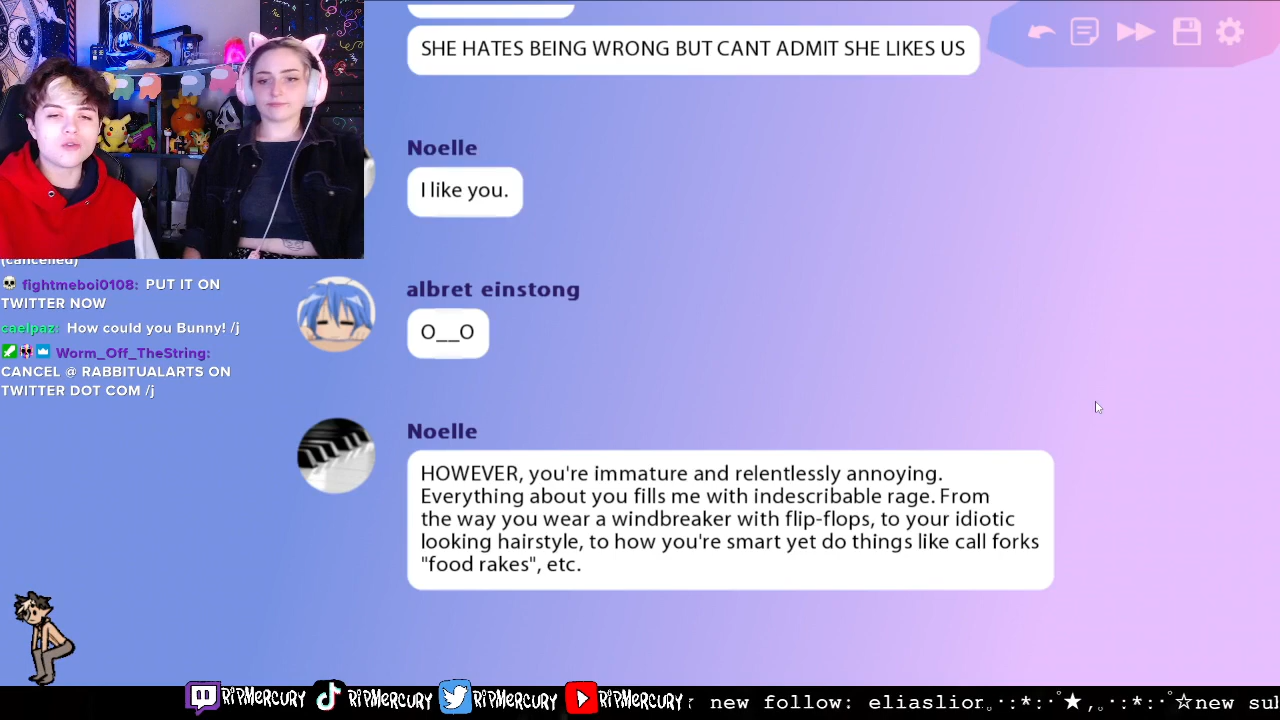 SHE HATES BEING WRONG BUT CANT ADMIT SHE LIKES US
Noelle
I like you.
albret einstong
O__O
Noelle
HOWEVER, you're immature and relentlessly annoying.
Everything about you fills me with indescribable rage. From
the way you wear a windbreaker with flip-flops, to your idiotic
looking hairstyle, to how you're smart yet do things like call forks
"food rakes", etc.
(cancelled)
fightmeboi0108: PUT IT ON
TWITTER NOW
caelpaz: How could you Bunny! /j
Worm_Off_TheString:
CANCEL @ RABBITUALARTS ON
TWITTER DOT COM /j
RIPMERCURY RIPMERCURY RIPMERCURY RIPMERCURY new follow: eliaslion ★ ☆new